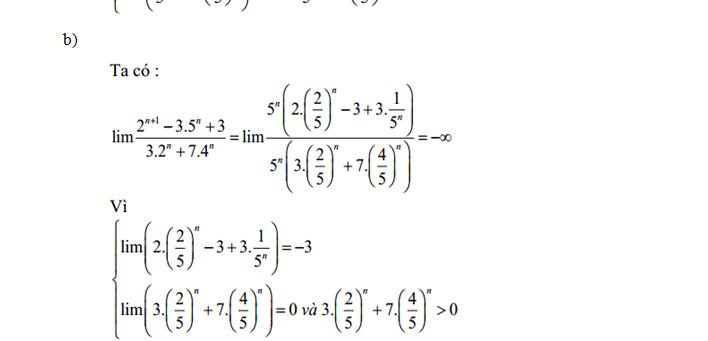 b)
Ta có :
lim (2^{n+1} – 3.5^n + 3)/(3.2^n + 7.4^n) = lim (5^n(2.(2/5)^n – 3 + 3.1/5^n))/(5^n(3.(2/5)^n + 7.(4/5)^n)) = –∞
Vì
{ lim(2.(2/5)^n – 3 + 3.1/5^n) = –3
lim(3.(2/5)^n + 7.(4/5)^n) = 0 và 3.(2/5)^n + 7.(4/5)^n > 0